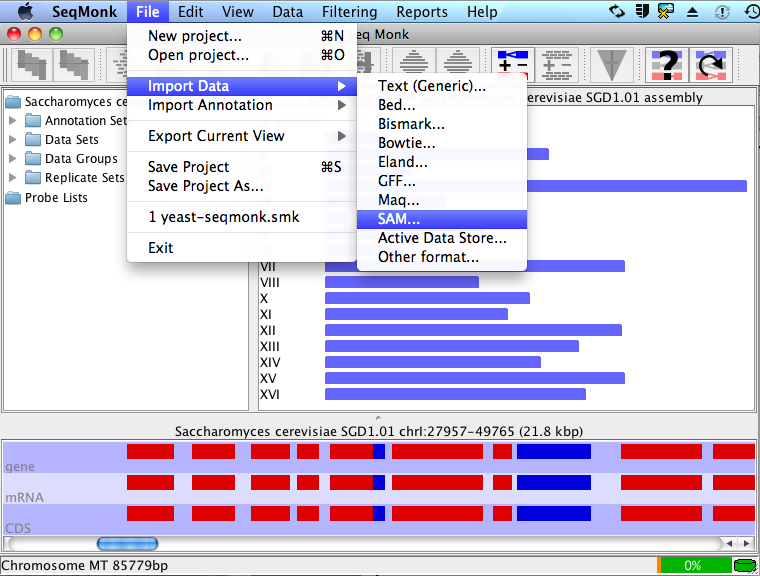 SeqMonk File Edit View Data Filtering Reports Help
Seq Monk
New project... ⌘N
Open project... ⌘O
Import Data
Import Annotation
Export Current View
Save Project ⌘S
Save Project As...
1 yeast-seqmonk.smk
Exit
Text (Generic)...
Bed...
Bismark...
Bowtie...
Eland...
GFF...
Maq...
SAM...
Active Data Store...
Other format...
Saccharomyces ce
Annotation Set
Data Sets
Data Groups
Replicate Sets
Probe Lists
erevisiae SGD1.01 assembly
VII
VIII
X
XI
XII
XIII
XIV
XV
XVI
Saccharomyces cerevisiae SGD1.01 chrI:27957-49765 (21.8 kbp)
gene
mRNA
CDS
Chromosome MT 85779bp
0%